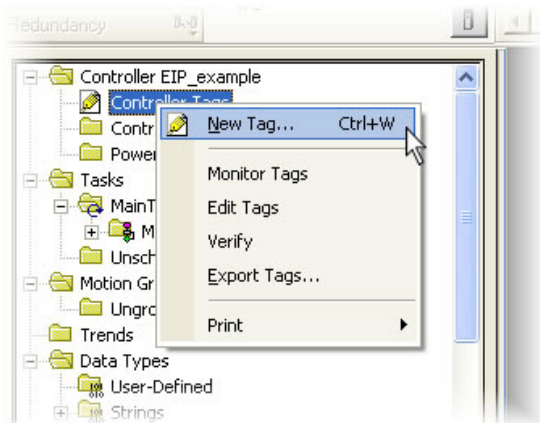 Redundancy
Controller EIP_example
Controller Tags
New Tag... Ctrl+W
Contr
Power
Monitor Tags
Tasks
Edit Tags
MainT
Verify
M
Unsch
Export Tags...
Motion Gr
Ungro
Print
Trends
Data Types
User-Defined
Strings